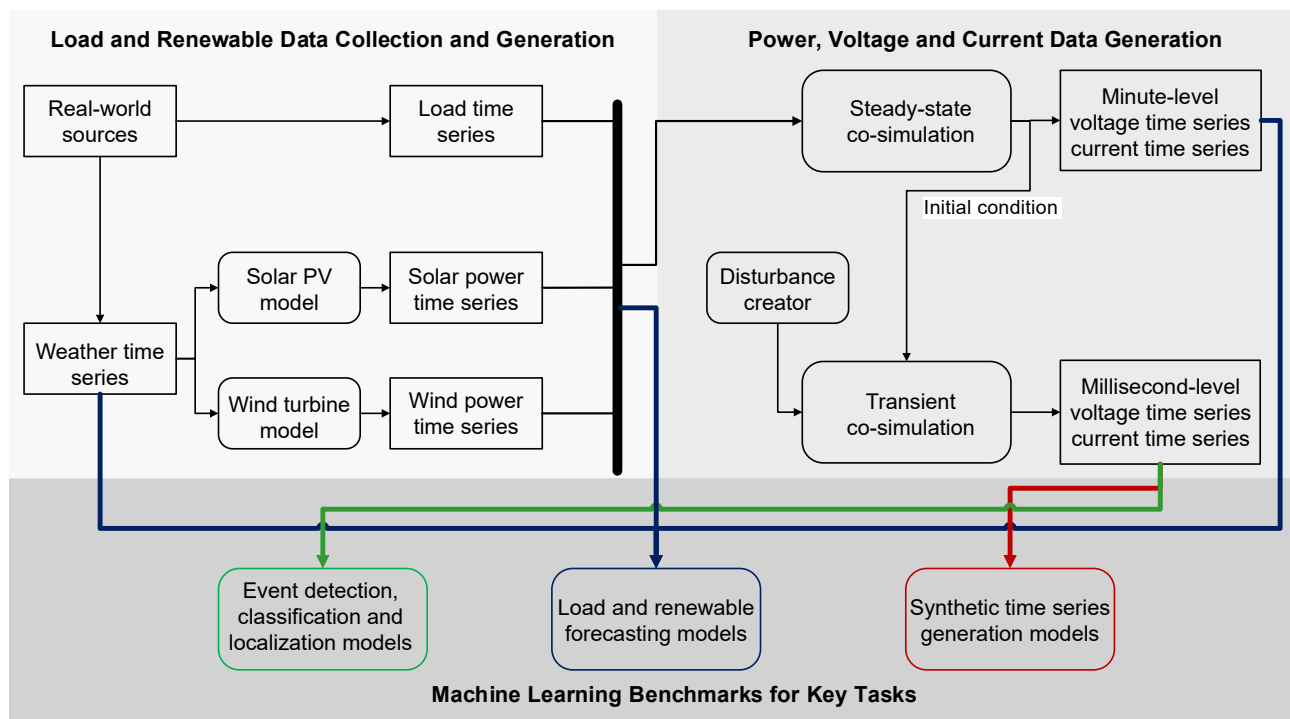 Load and Renewable Data Collection and Generation
Power, Voltage and Current Data Generation
Real-world
sources
Load time
series
Steady-state
co-simulation
Minute-level
voltage time series
current time series
Initial condition
Solar PV
model
Solar power
time series
Disturbance
creator
Weather time
series
Wind turbine
model
Wind power
time series
Transient
co-simulation
Millisecond-level
voltage time series
current time series
Event detection,
classification and
localization models
Load and renewable
forecasting models
Synthetic time series
generation models
Machine Learning Benchmarks for Key Tasks